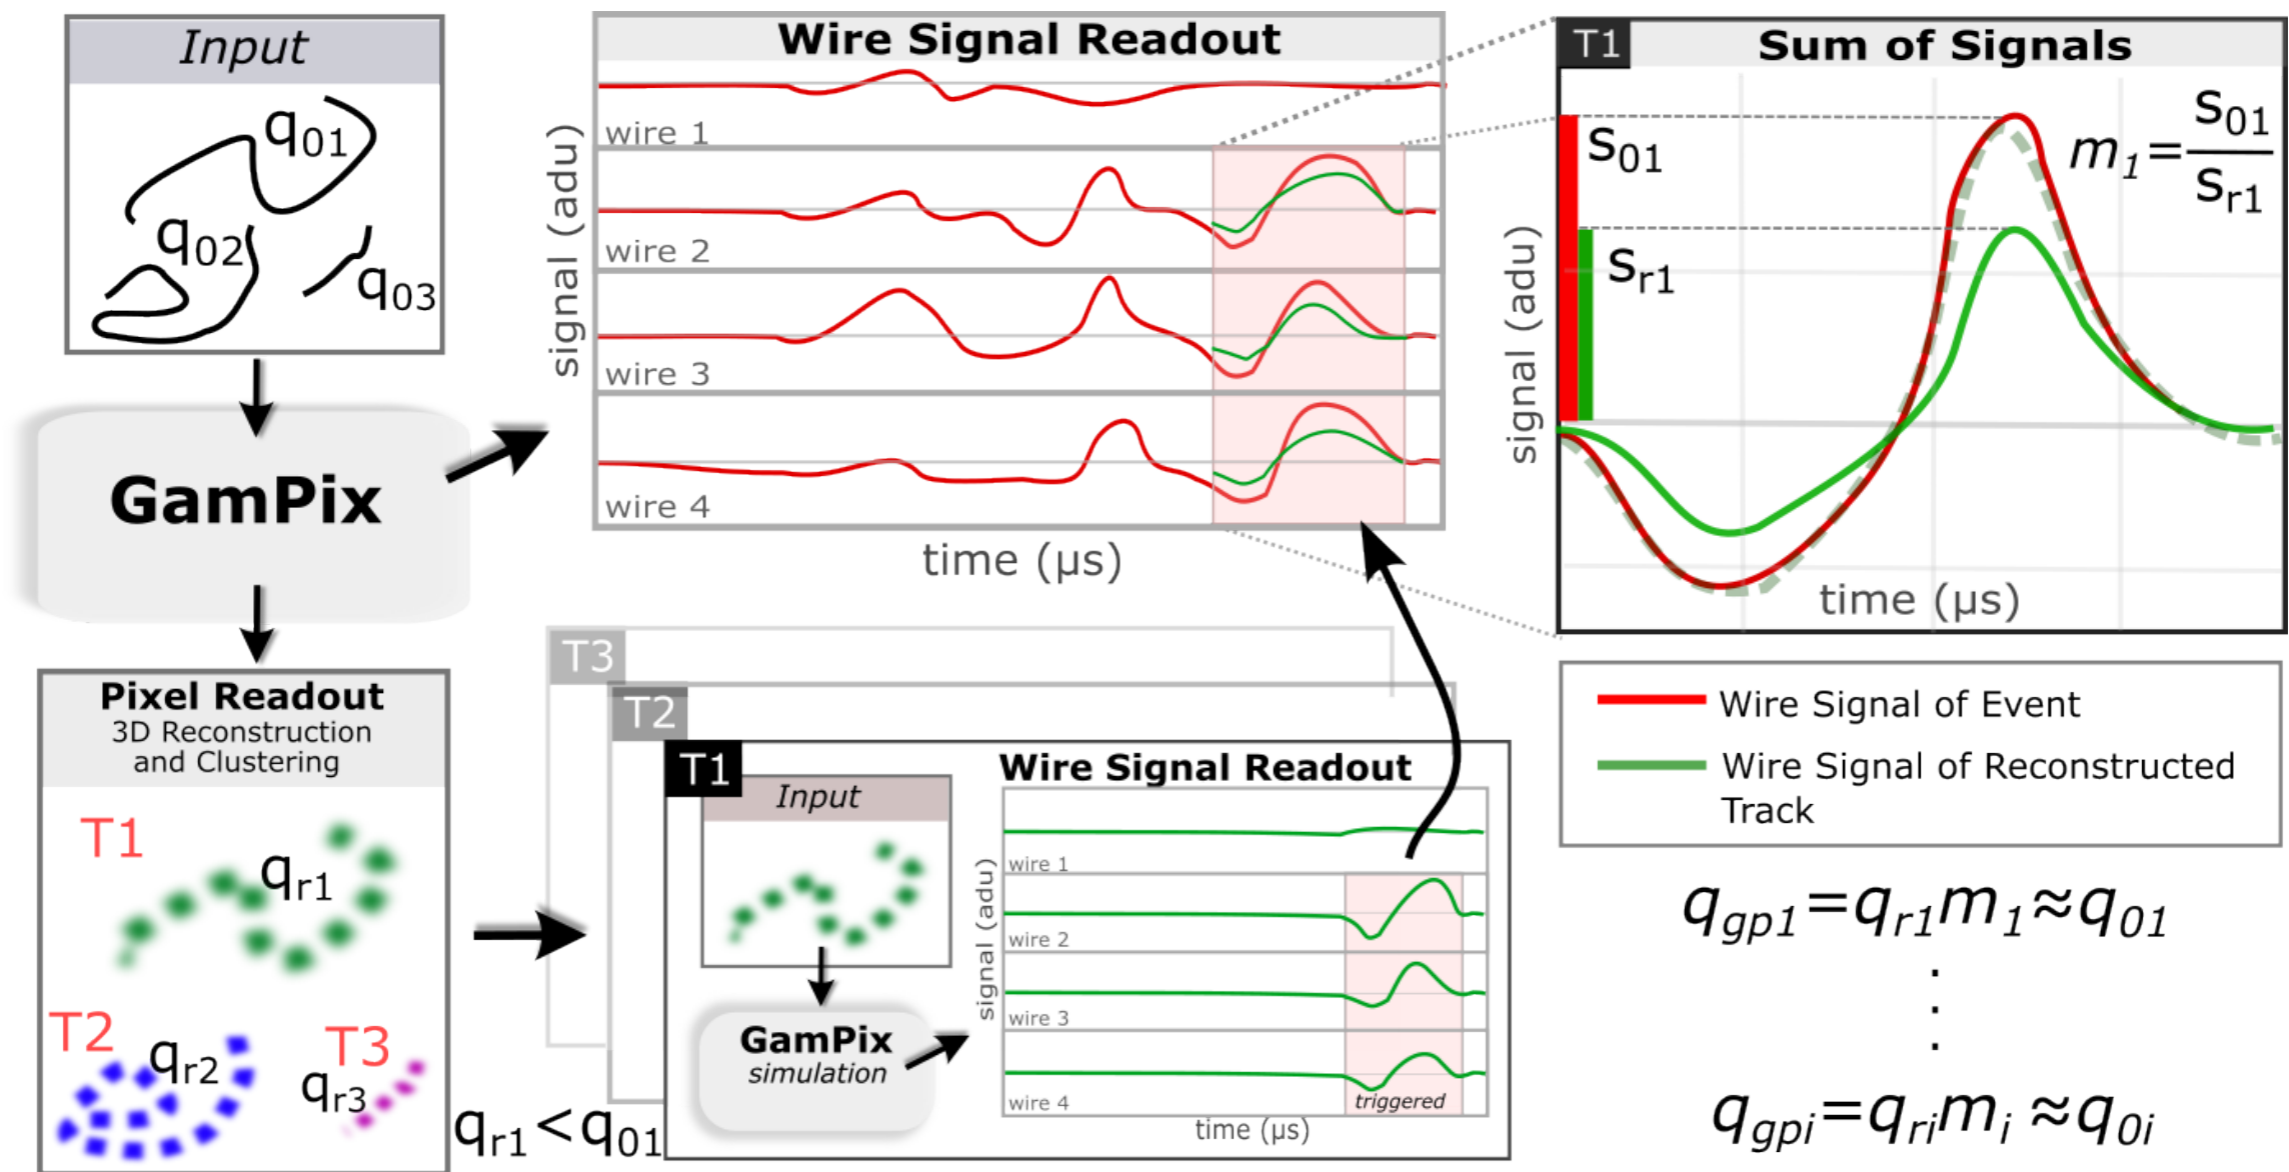 Input
q01
q02
q03
GamPix
Pixel Readout
3D Reconstruction
and Clustering
T1
qr1
T2
qr2
T3
qr3
qr1<q01
Wire Signal Readout
signal (adu)
wire 1
wire 2
wire 3
wire 4
time (μs)
T3
T2
T1
Input
GamPix
simulation
Wire Signal Readout
signal (adu)
wire 1
wire 2
wire 3
wire 4
triggered
time (μs)
T1
Sum of Signals
S01
Sr1
m1=S01/Sr1
signal (adu)
time (μs)
Wire Signal of Event
Wire Signal of Reconstructed
Track
qgp1=qr1m1≈q01
.
.
.
qgpi=qrimi≈q0i